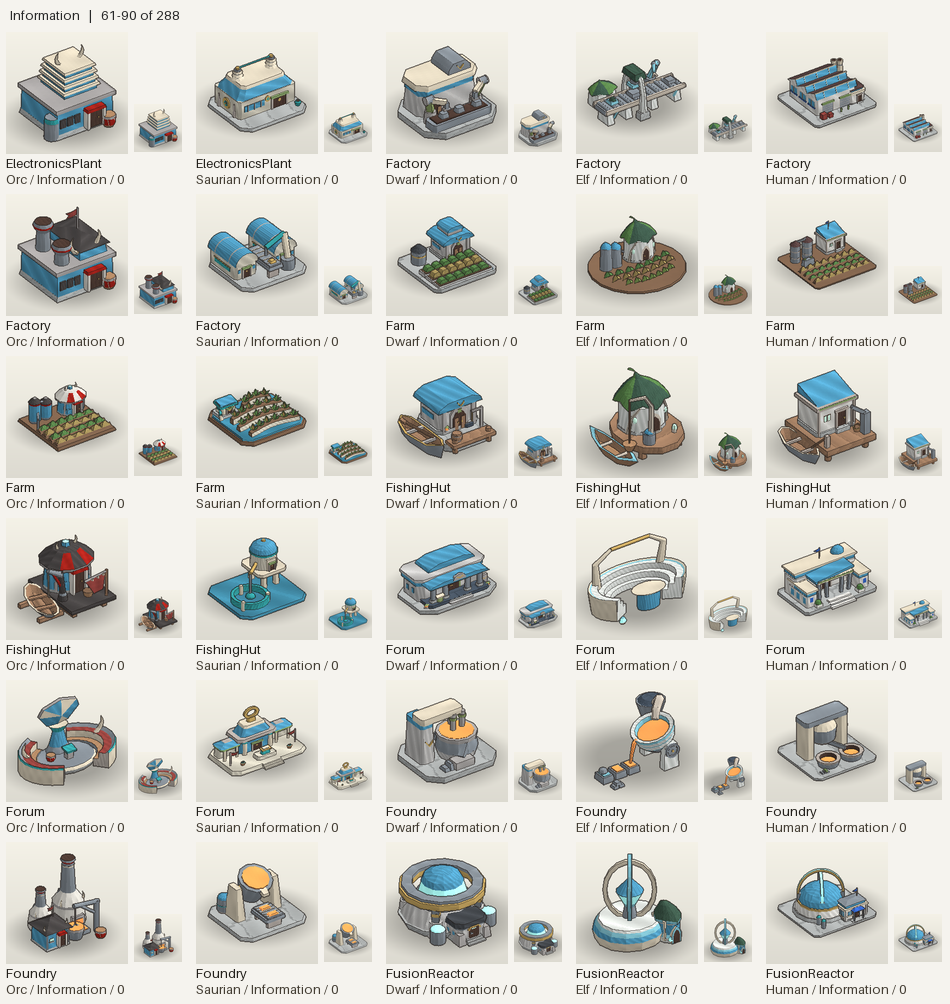 Information | 61-90 of 288
ElectronicsPlant
Orc / Information / 0
ElectronicsPlant
Saurian / Information / 0
Factory
Dwarf / Information / 0
Factory
Elf / Information / 0
Factory
Human / Information / 0
Factory
Orc / Information / 0
Factory
Saurian / Information / 0
Farm
Dwarf / Information / 0
Farm
Elf / Information / 0
Farm
Human / Information / 0
Farm
Orc / Information / 0
Farm
Saurian / Information / 0
FishingHut
Dwarf / Information / 0
FishingHut
Elf / Information / 0
FishingHut
Human / Information / 0
FishingHut
Orc / Information / 0
FishingHut
Saurian / Information / 0
Forum
Dwarf / Information / 0
Forum
Elf / Information / 0
Forum
Human / Information / 0
Forum
Orc / Information / 0
Forum
Saurian / Information / 0
Foundry
Dwarf / Information / 0
Foundry
Elf / Information / 0
Foundry
Human / Information / 0
Foundry
Orc / Information / 0
Foundry
Saurian / Information / 0
FusionReactor
Dwarf / Information / 0
FusionReactor
Elf / Information / 0
FusionReactor
Human / Information / 0